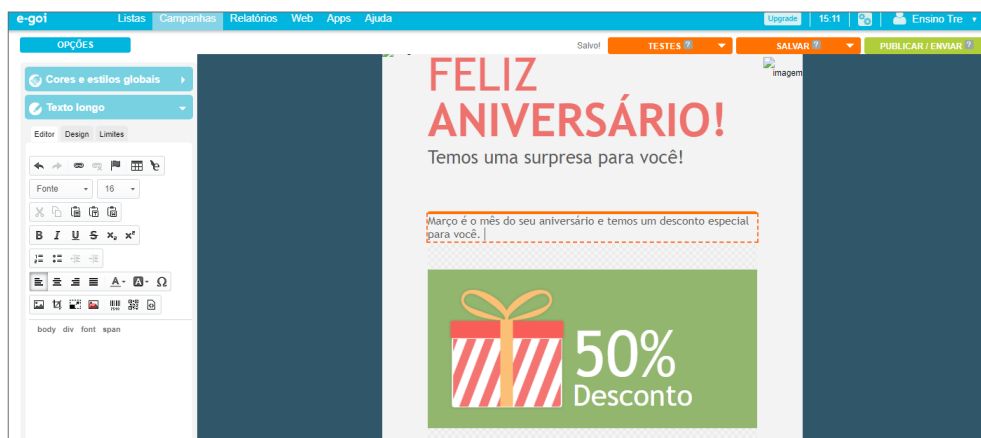 e-goi Listas Campanhas Relatórios Web Apps Ajuda Upgrade 15:11 Ensino Tre
OPÇÕES Salvo! TESTES ? SALVAR ? PUBLICAR / ENVIAR ?
Cores e estilos globais
Texto longo
Editor Design Limites
Fonte 16
B I U S x₂ x²
A A Ω
body div font span
imagem
FELIZ
ANIVERSÁRIO!
Temos uma surpresa para você!
Março é o mês do seu aniversário e temos um desconto especial
para você.
50%
Desconto